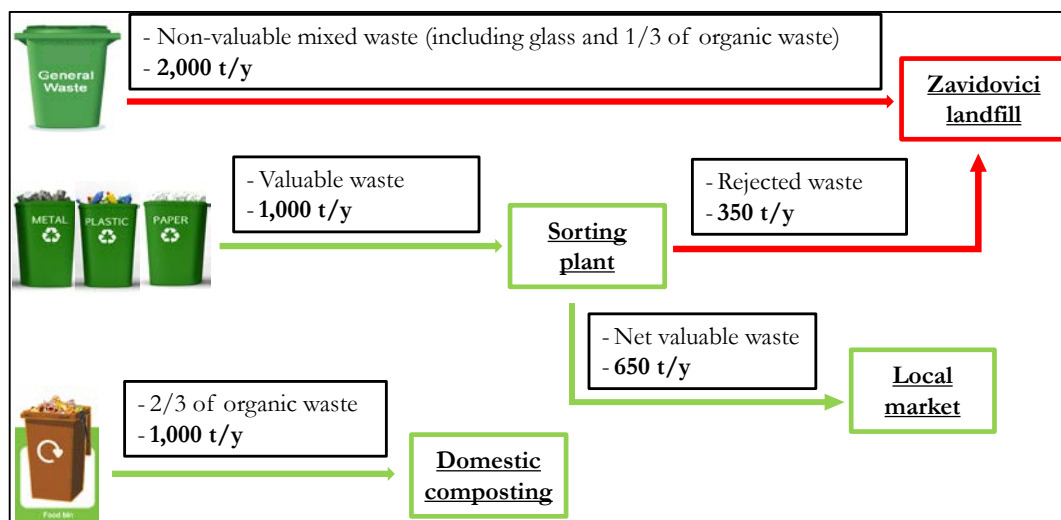 General
Waste
- Non-valuable mixed waste (including glass and 1/3 of organic waste)
- 2,000 t/y
Zavidovici
landfill
METAL
PLASTIC
PAPER
- Valuable waste
- 1,000 t/y
Sorting
plant
- Rejected waste
- 350 t/y
- Net valuable waste
- 650 t/y
Local
market
- 2/3 of organic waste
- 1,000 t/y
Domestic
composting
Food bin